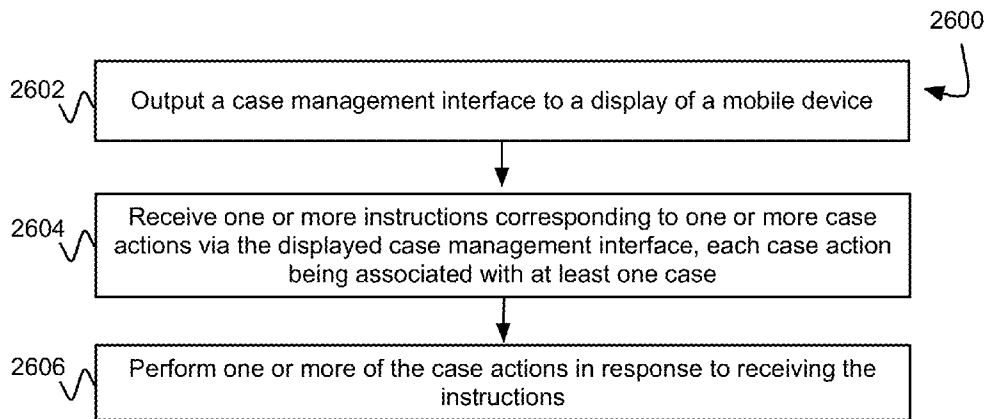 2600
2602
Output a case management interface to a display of a mobile device
2604
Receive one or more instructions corresponding to one or more case
actions via the displayed case management interface, each case action
being associated with at least one case
2606
Perform one or more of the case actions in response to receiving the
instructions